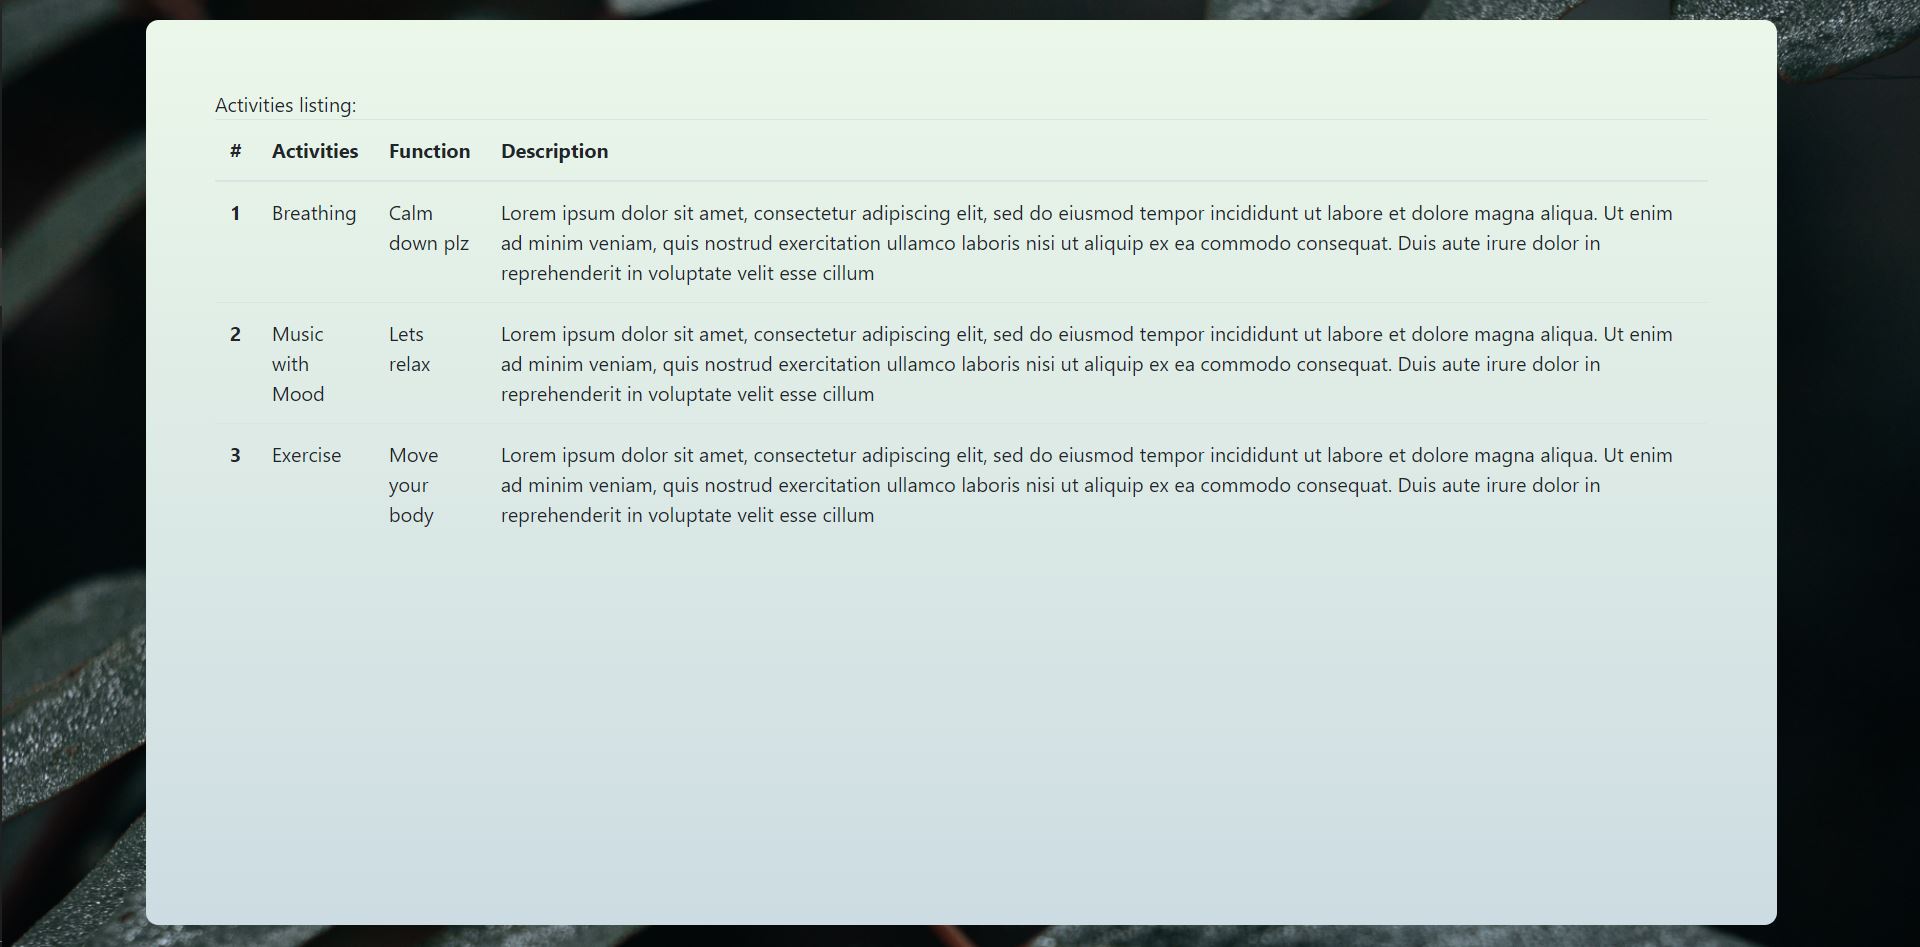 Activities listing:
# Activities Function Description
1 Breathing Calm down plz Lorem ipsum dolor sit amet, consectetur adipiscing elit, sed do eiusmod tempor incididunt ut labore et dolore magna aliqua. Ut enim
ad minim veniam, quis nostrud exercitation ullamco laboris nisi ut aliquip ex ea commodo consequat. Duis aute irure dolor in
reprehenderit in voluptate velit esse cillum
2 Music with Mood Lets relax Lorem ipsum dolor sit amet, consectetur adipiscing elit, sed do eiusmod tempor incididunt ut labore et dolore magna aliqua. Ut enim
ad minim veniam, quis nostrud exercitation ullamco laboris nisi ut aliquip ex ea commodo consequat. Duis aute irure dolor in
reprehenderit in voluptate velit esse cillum
3 Exercise Move your body Lorem ipsum dolor sit amet, consectetur adipiscing elit, sed do eiusmod tempor incididunt ut labore et dolore magna aliqua. Ut enim
ad minim veniam, quis nostrud exercitation ullamco laboris nisi ut aliquip ex ea commodo consequat. Duis aute irure dolor in
reprehenderit in voluptate velit esse cillum